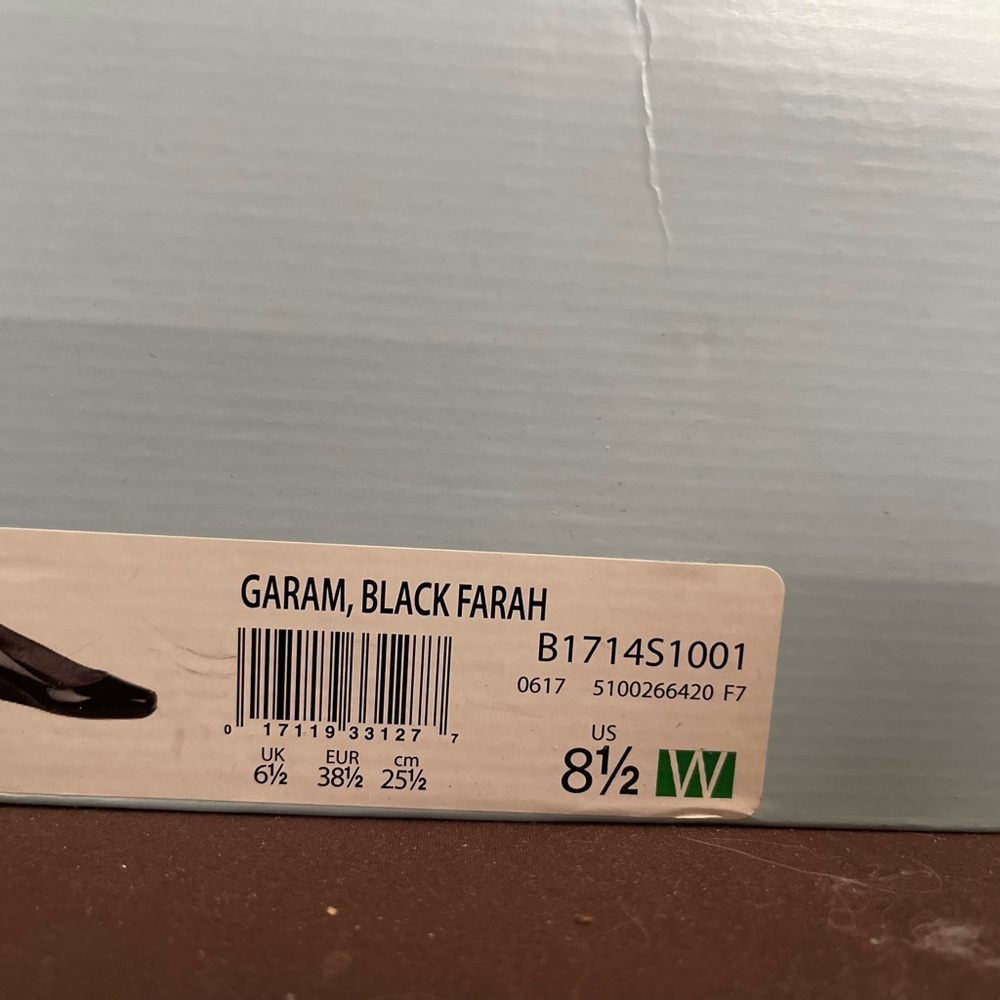 GARAM, BLACK FARAH
B1714S1001
0617 5100266420 F7
0 17119 33127 7
UK EUR cm
6½ 38½ 25½
US
8½ W